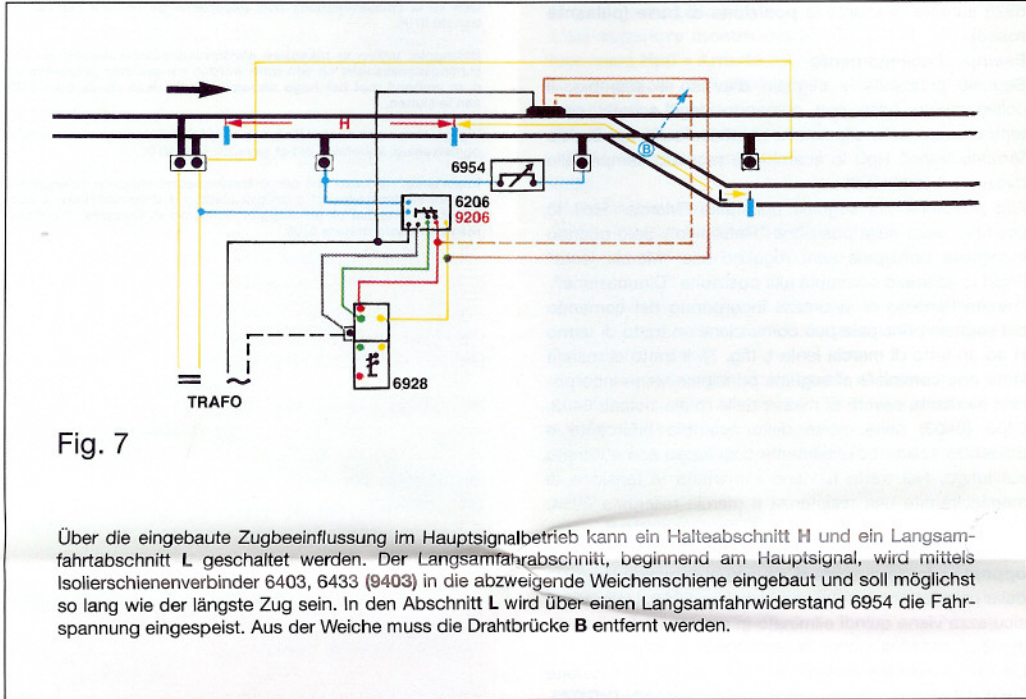 H
B
L
6954
6206
9206
6928
TRAFO
Fig. 7
Über die eingebaute Zugbeeinflussung im Hauptsignalbetrieb kann ein Halteabschnitt H und ein Langsam-
fahrtabschnitt L geschaltet werden. Der Langsamfahrabschnitt, beginnend am Hauptsignal, wird mittels
Isolierschienenverbinder 6403, 6433 (9403) in die abzweigende Weichenschiene eingebaut und soll möglichst
so lang wie der längste Zug sein. In den Abschnitt L wird über einen Langsamfahrwiderstand 6954 die Fahr-
spannung eingespeist. Aus der Weiche muss die Drahtbrücke B entfernt werden.